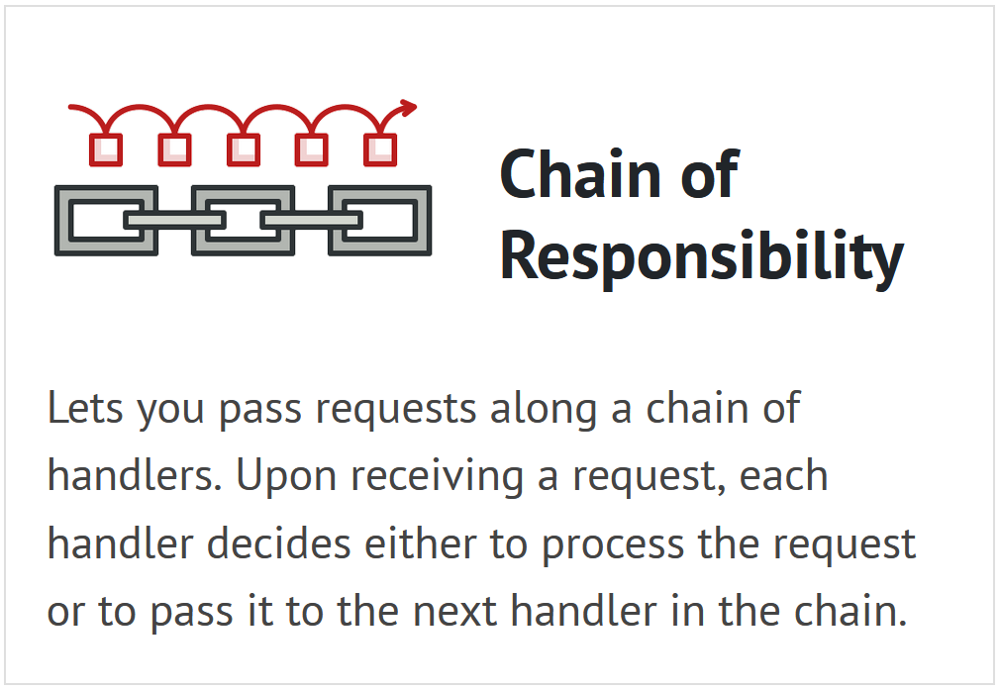 Chain of
Responsibility
Lets you pass requests along a chain of
handlers. Upon receiving a request, each
handler decides either to process the request
or to pass it to the next handler in the chain.